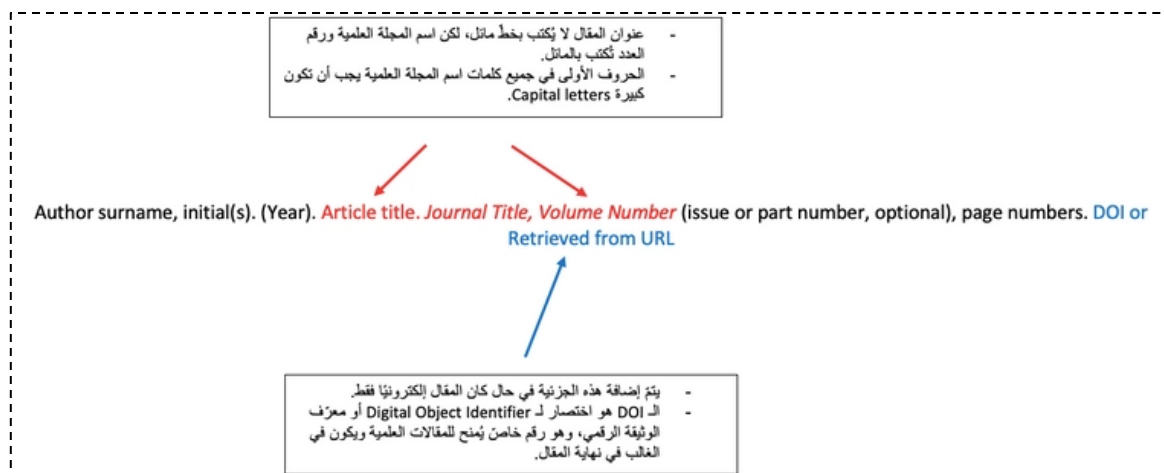 - عنوان المقال لا يُكتب بخطّ مائل، لكن اسم المجلة العلمية ورقم
العدد تُكتب بالمائل.
- الحروف الأولى في جميع كلمات اسم المجلة العلمية يجب أن تكون
كبيرة Capital letters.
Author surname, initial(s). (Year). Article title. Journal Title, Volume Number (issue or part number, optional), page numbers. DOI or
Retrieved from URL
- يتمّ إضافة هذه الجزئية في حال كان المقال إلكترونيًا فقط.
- الـ DOI هو اختصار لـ Digital Object Identifier أو معرّف
الوثيقة الرقمي، وهو رقم خاصّ يُمنح للمقالات العلمية ويكون في
الغالب في نهاية المقال.